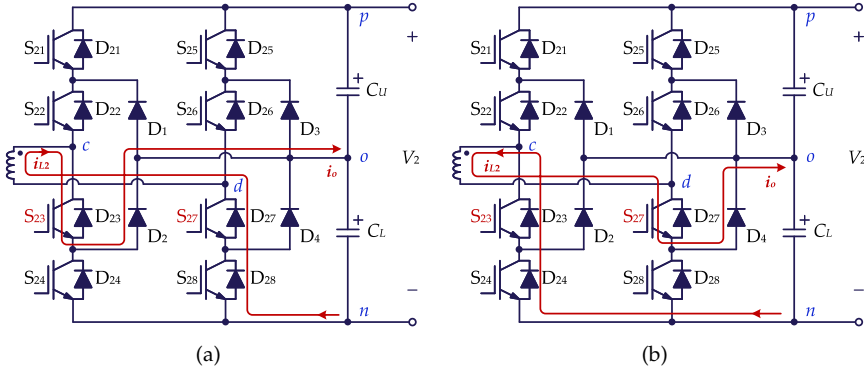 p
S21 D21 S25 D25
+
S22 D22 S26 D26
D1 D3
+ CU
c
iL2
o
io
V2
d
S23 D23 S27 D27
D2 D4
+ CL
S24 D24 S28 D28
−
n
(a)
p
S21 D21 S25 D25
+
S22 D22 S26 D26
D1 D3
+ CU
c
iL2
o
io
V2
d
S23 D23 S27 D27
D2 D4
+ CL
S24 D24 S28 D28
−
n
(b)